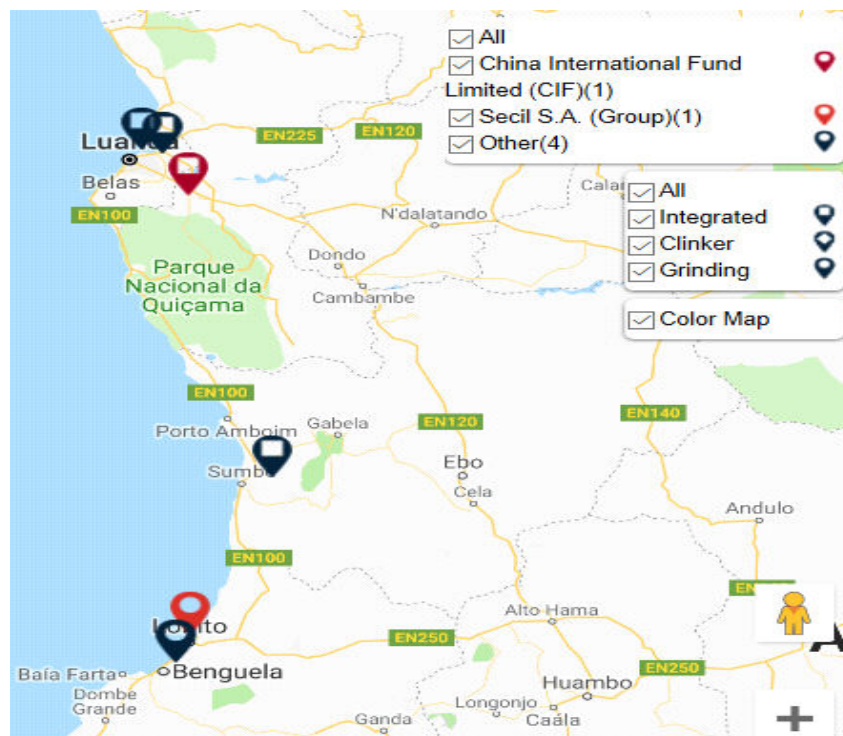 All
China International Fund
Limited (CIF)(1)
Secil S.A. (Group)(1)
Other(4)
All
Integrated
Clinker
Grinding
Color Map
Luanda
EN225
EN120
Belas
EN100
N'dalatando
Dondo
Cambambe
Parque
Nacional da
Quiçama
EN100
EN140
Porto Amboim
Gabela
EN120
Sumbe
Ebo
Cela
Andulo
EN100
Lobito
Alto Hama
EN250
EN250
Baía Farta
Benguela
Dombe
Grande
Huambo
Longonjo
Caála
Ganda